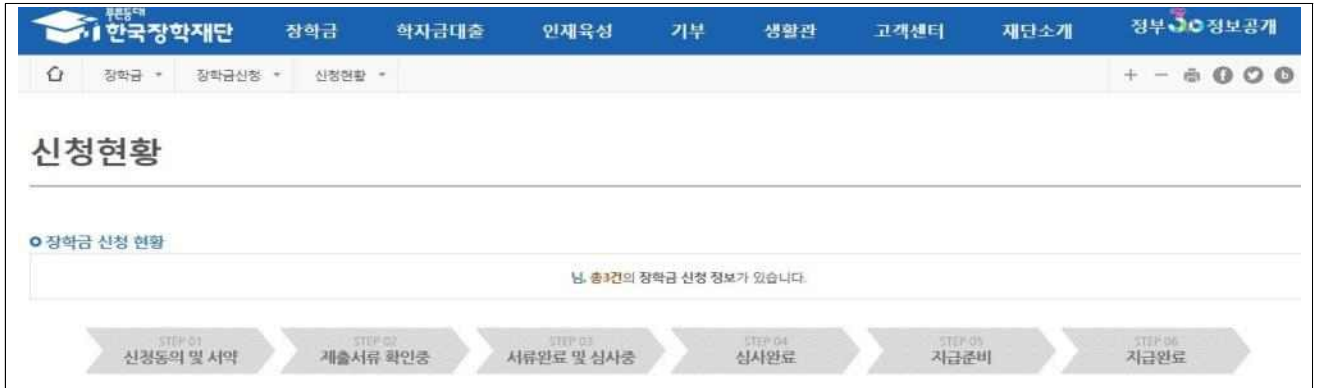 푸른등대
한국장학재단 장학금 학자금대출 인재육성 기부 생활관 고객센터 재단소개 정부3.0정보공개
장학금 장학금신청 신청현황 + -
신청현황
장학금 신청 현황
님, 총3건의 장학금 신청 정보가 있습니다.
STEP 01 STEP 02 STEP 03 STEP 04 STEP 05 STEP 06
신청동의 및 서약 제출서류 확인중 서류완료 및 심사중 심사완료 지급준비 지급완료